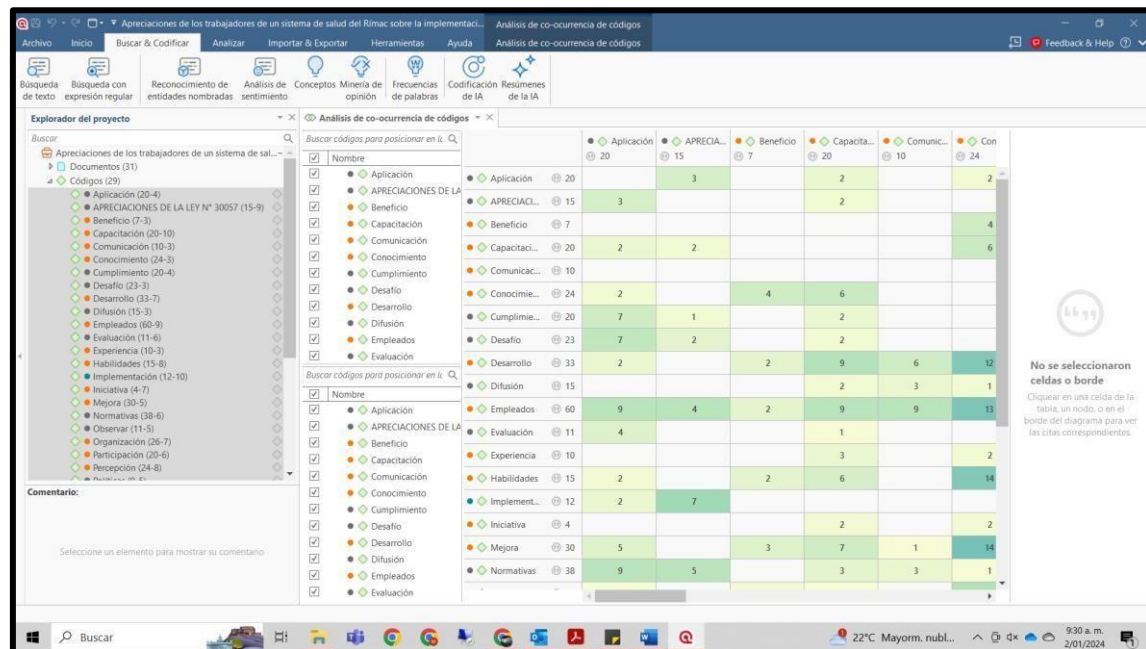 Apreciaciones de los trabajadores de un sistema de salud del Rímac sobre la implementaci... Análisis de co-ocurrencia de códigos
Archivo Inicio Buscar & Codificar Analizar Importar & Exportar Herramientas Ayuda Análisis de co-ocurrencia de códigos Feedback & Help
Búsqueda de texto
Búsqueda con expresión regular
Reconocimiento de entidades nombradas
Análisis de sentimiento
Conceptos
Minería de opinión
Frecuencias de palabras
Codificación de IA
Resúmenes de la IA
Explorador del proyecto
Buscar
Apreciaciones de los trabajadores de un sistema de sal...
Documentos (31)
Códigos (29)
Aplicación (20-4)
APRECIACIONES DE LA LEY N° 30057 (15-9)
Beneficio (7-3)
Capacitación (20-10)
Comunicación (10-3)
Conocimiento (24-3)
Cumplimiento (20-4)
Desafío (23-3)
Desarrollo (33-7)
Difusión (15-3)
Empleados (60-9)
Evaluación (11-6)
Experiencia (10-3)
Habilidades (15-8)
Implementación (12-10)
Iniciativa (4-7)
Mejora (30-5)
Normativas (38-6)
Observar (11-5)
Organización (26-7)
Participación (20-6)
Percepción (24-8)
Comentario:
Seleccione un elemento para mostrar su comentario
Análisis de co-ocurrencia de códigos
Buscar códigos para posicionar en la
Nombre
Aplicación
APRECIACIONES DE LA
Beneficio
Capacitación
Comunicación
Conocimiento
Cumplimiento
Desafío
Desarrollo
Difusión
Empleados
Evaluación
Buscar códigos para posicionar en la
Nombre
Aplicación
APRECIACIONES DE LA
Beneficio
Capacitación
Comunicación
Conocimiento
Cumplimiento
Desafío
Desarrollo
Difusión
Empleados
Evaluación
Aplicación APRECIA... Beneficio Capacita... Comunic... Con
20 15 7 20 10 24
Aplicación 20 3 2 2
APRECIACI... 15 3 2
Beneficio 7 4
Capacitaci... 20 2 2 6
Comunicac... 10
Conocimie... 24 2 4 6
Cumplimie... 20 7 1 2
Desafío 23 7 2 2
Desarrollo 33 2 2 9 6 12
Difusión 15 2 3 1
Empleados 60 9 4 2 9 9 13
Evaluación 11 4 1
Experiencia 10 3 2
Habilidades 15 2 2 6 14
Implement... 12 2 7
Iniciativa 4 2 2
Mejora 30 5 3 7 1 14
Normativas 38 9 5 3 3 1
No se seleccionaron
celdas o borde
Cliquear en una celda de la
tabla, un nodo, o en el
borde del diagrama para ver
las citas correspondientes.
Buscar
22°C Mayorm. nubl...
9:30 a. m.
2/01/2024